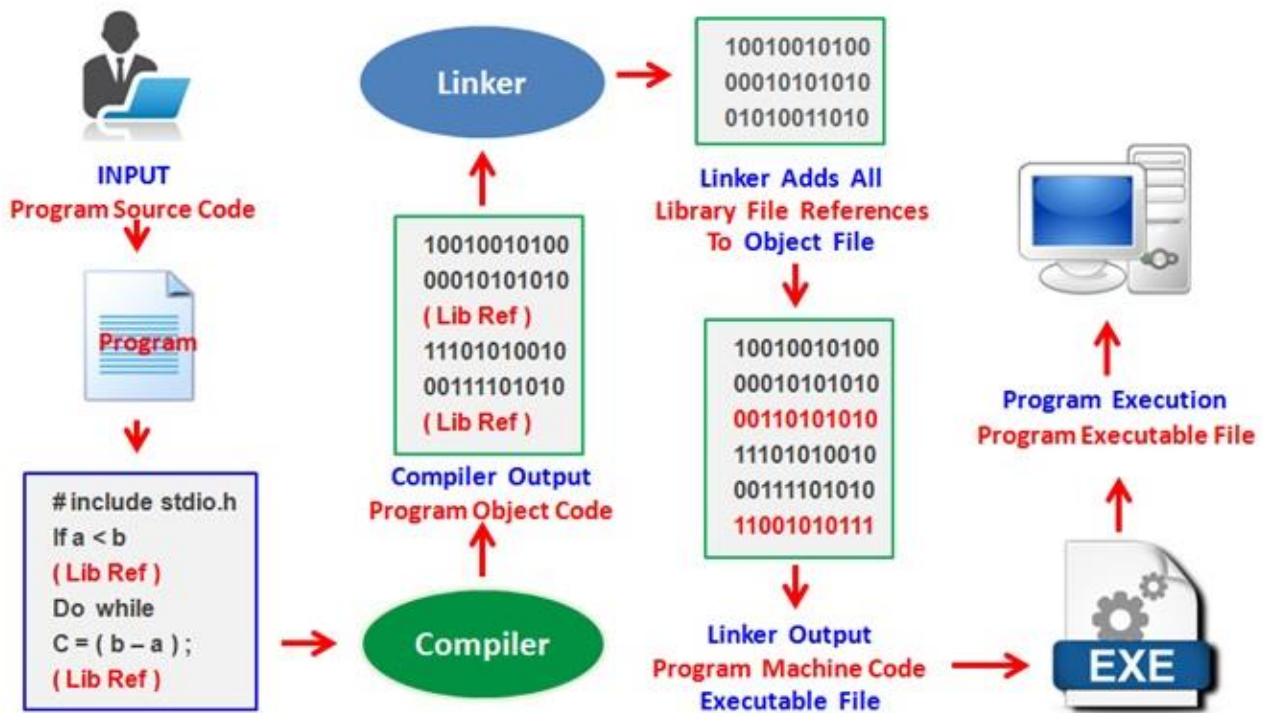 INPUT
Program Source Code
Program
# include stdio.h
If a < b
( Lib Ref )
Do while
C = ( b – a ) ;
( Lib Ref )
Compiler
10010010100
00010101010
( Lib Ref )
11101010010
00111101010
( Lib Ref )
Compiler Output
Program Object Code
Linker
10010010100
00010101010
01010011010
Linker Adds All
Library File References
To Object File
10010010100
00010101010
00110101010
11101010010
00111101010
11001010111
Linker Output
Program Machine Code
Executable File
EXE
Program Execution
Program Executable File